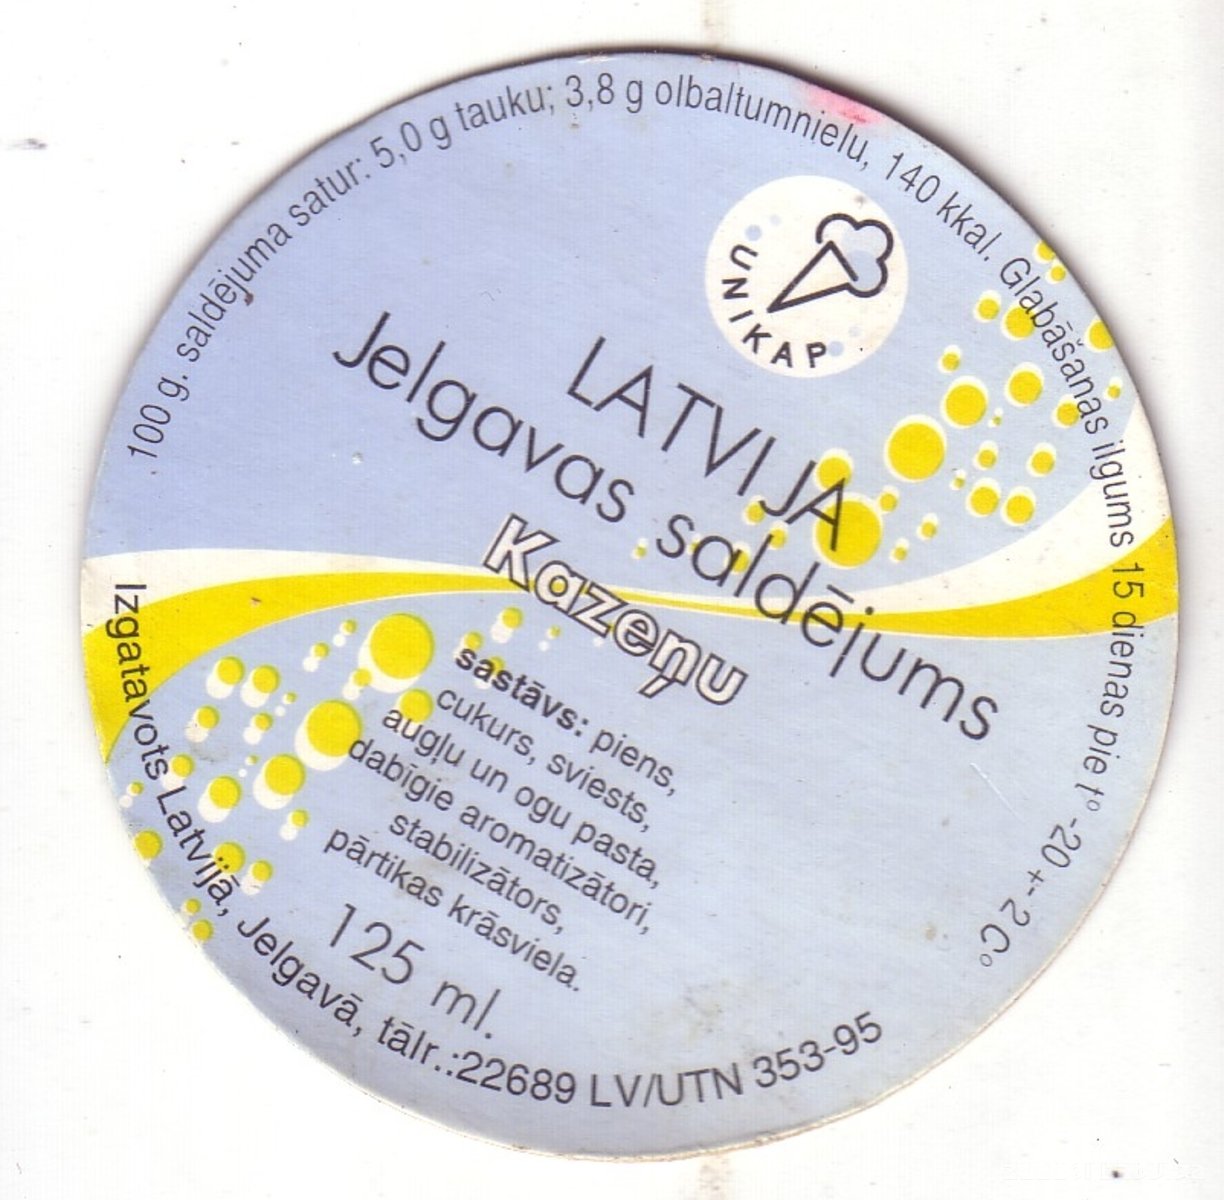 100 g. saldējuma satur: 5,0 g tauku; 3,8 g olbaltumnielu, 140 kkal. Glabāšanas ilgums 15 dienas pie t° -20 +- 2 C°
UNIKAP
LATVIJA
Jelgavas saldējums
Kazeņu
sastāvs: piens,
cukurs, sviests,
augļu un ogu pasta,
dabīgie aromatizātori,
stabilizātors,
pārtikas krāsviela.
125 ml.
Izgatavots Latvijā, Jelgavā, tālr.:22689 LV/UTN 353-95